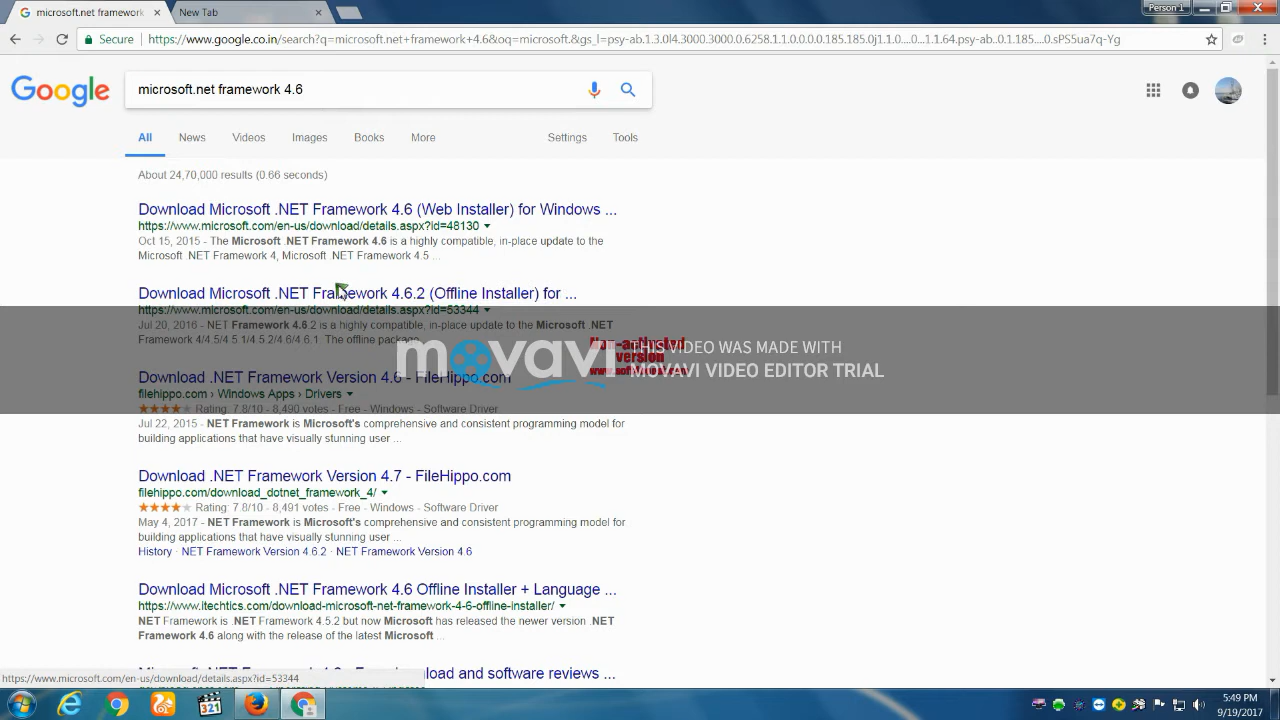 microsoft.net framework
New Tab
Person 1
Secure
https://www.google.co.in/search?q=microsoft.net+framework+4.6&oq=microsoft.&gs_l=psy-ab.1.3.0l4.3000.3000.0.6258.1.1.0.0.0.0.185.185.0j1.1.0....0...1.1.64.psy-ab..0.1.185....0.sPS5ua7q-Yg
Google
microsoft.net framework 4.6
All News Videos Images Books More Settings Tools
About 24,70,000 results (0.66 seconds)
Download Microsoft .NET Framework 4.6 (Web Installer) for Windows ...
https://www.microsoft.com/en-us/download/details.aspx?id=48130
Oct 15, 2015 - The Microsoft .NET Framework 4.6 is a highly compatible, in-place update to the
Microsoft .NET Framework 4, Microsoft .NET Framework 4.5 ...
Download Microsoft .NET Framework 4.6.2 (Offline Installer) for ...
https://www.microsoft.com/en-us/download/details.aspx?id=53344
Jul 20, 2016 - NET Framework 4.6.2 is a highly compatible, in-place update to the Microsoft .NET
Framework 4/4.5/4.5.1/4.5.2/4.6/4.6.1. The offline package
movavi
THIS VIDEO WAS MADE WITH
MOVAVI VIDEO EDITOR TRIAL
Non-activated
version
Download .NET Framework Version 4.6 - FileHippo.com
filehippo.com › Windows Apps › Drivers
Rating: 7.8/10 - 8,490 votes - Free - Windows - Software Driver
Jul 22, 2015 - NET Framework is Microsoft's comprehensive and consistent programming model for
building applications that have visually stunning user ...
Download .NET Framework Version 4.7 - FileHippo.com
filehippo.com/download_dotnet_framework_4/
Rating: 7.8/10 - 8,491 votes - Free - Windows - Software Driver
May 4, 2017 - NET Framework is Microsoft's comprehensive and consistent programming model for
building applications that have visually stunning user ...
History · NET Framework Version 4.6.2 · NET Framework Version 4.6
Download Microsoft .NET Framework 4.6 Offline Installer + Language ...
https://www.itechtics.com/download-microsoft-net-framework-4-6-offline-installer/
NET Framework is .NET Framework 4.5.2 but now Microsoft has released the newer version .NET
Framework 4.6 along with the release of the latest Microsoft ...
and software reviews ...
https://www.microsoft.com/en-us/download/details.aspx?id=53344
321
5:49 PM
9/19/2017